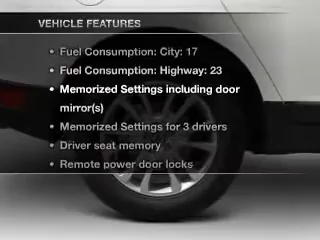 VEHICLE FEATURES
• Fuel Consumption: City: 17
• Fuel Consumption: Highway: 23
• Memorized Settings including door
mirror(s)
• Memorized Settings for 3 drivers
• Driver seat memory
• Remote power door locks